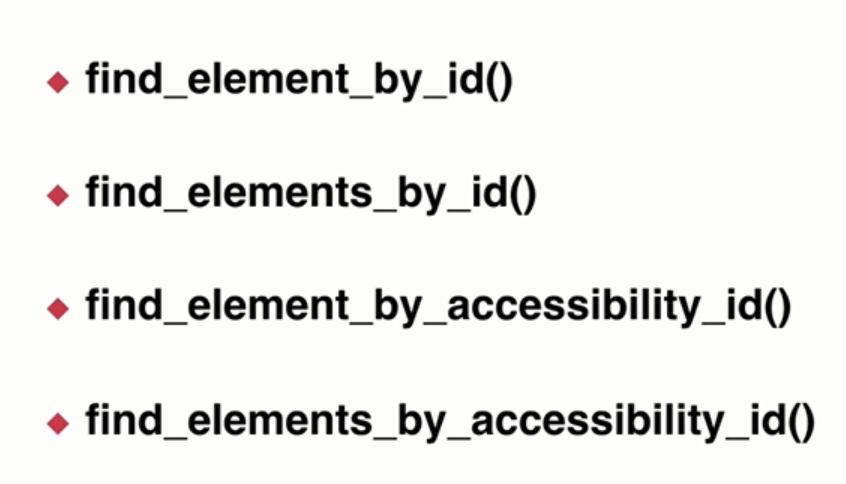 find_element_by_id()
find_elements_by_id()
find_element_by_accessibility_id()
find_elements_by_accessibility_id()